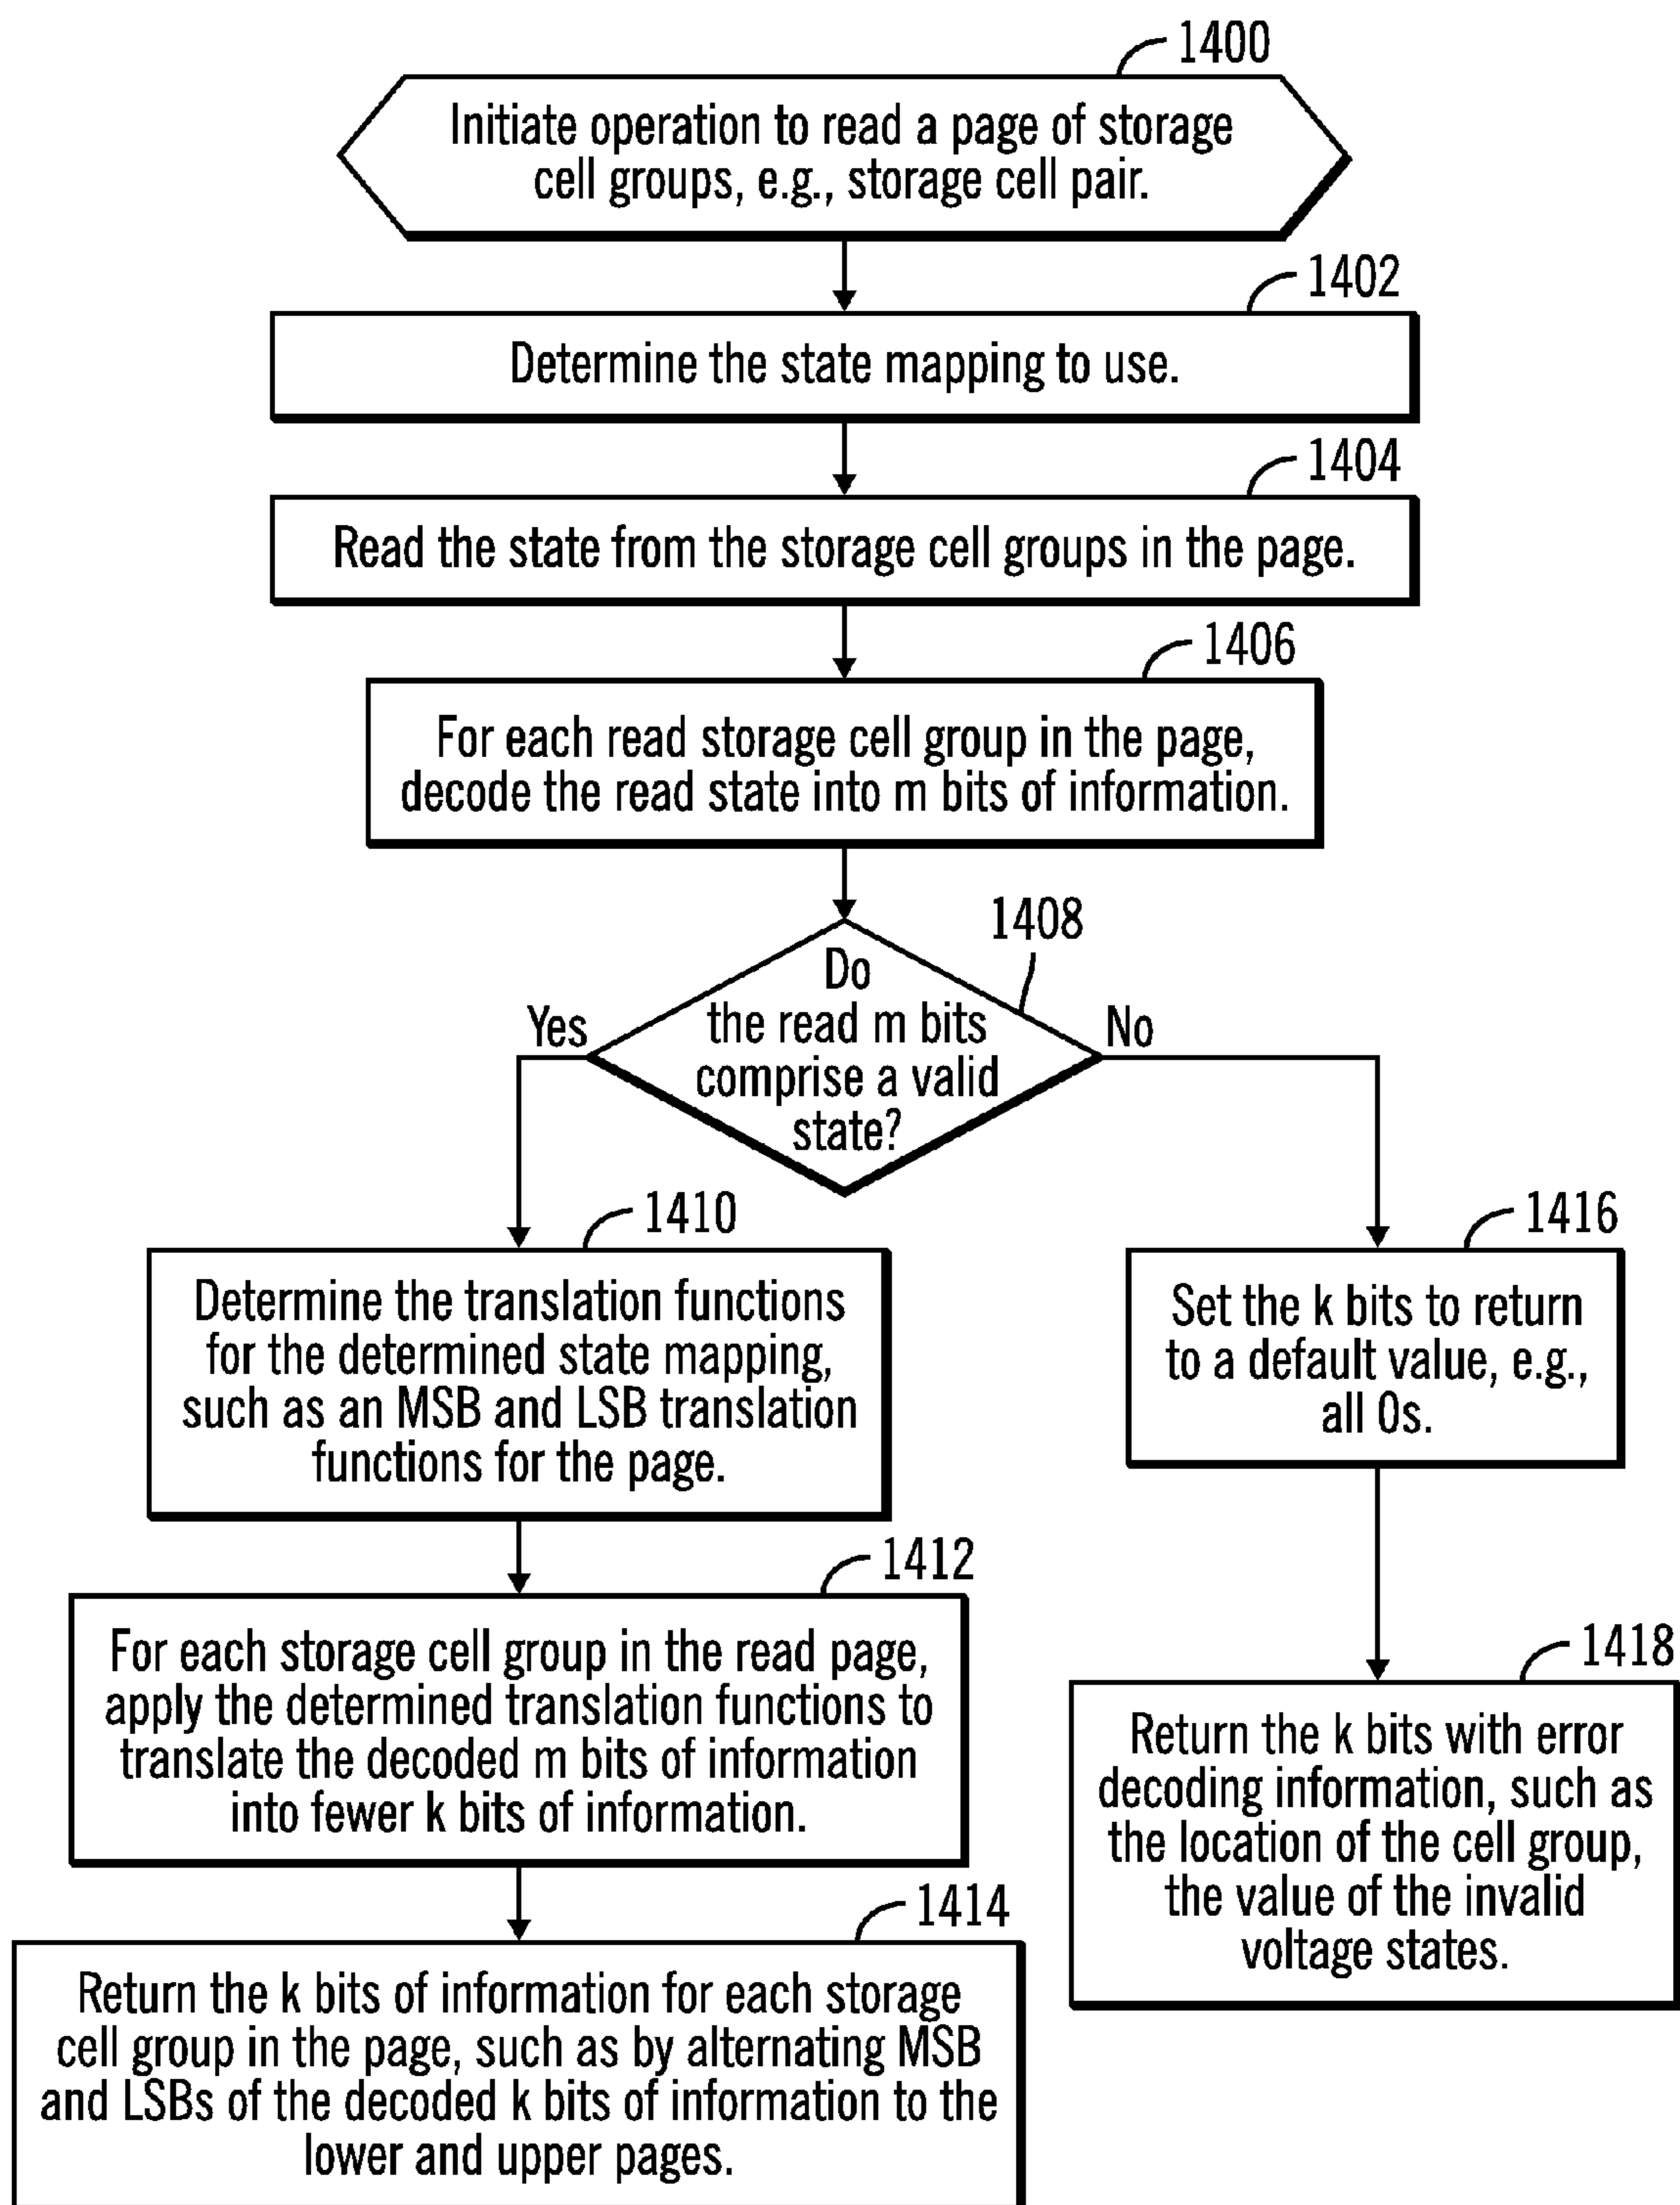 1400
Initiate operation to read a page of storage
cell groups, e.g., storage cell pair.
1402
Determine the state mapping to use.
1404
Read the state from the storage cell groups in the page.
1406
For each read storage cell group in the page,
decode the read state into m bits of information.
1408
Do
the read m bits
comprise a valid
state?
Yes
No
1410
Determine the translation functions
for the determined state mapping,
such as an MSB and LSB translation
functions for the page.
1412
For each storage cell group in the read page,
apply the determined translation functions to
translate the decoded m bits of information
into fewer k bits of information.
1414
Return the k bits of information for each storage
cell group in the page, such as by alternating MSB
and LSBs of the decoded k bits of information to the
lower and upper pages.
1416
Set the k bits to return
to a default value, e.g.,
all 0s.
1418
Return the k bits with error
decoding information, such as
the location of the cell group,
the value of the invalid
voltage states.